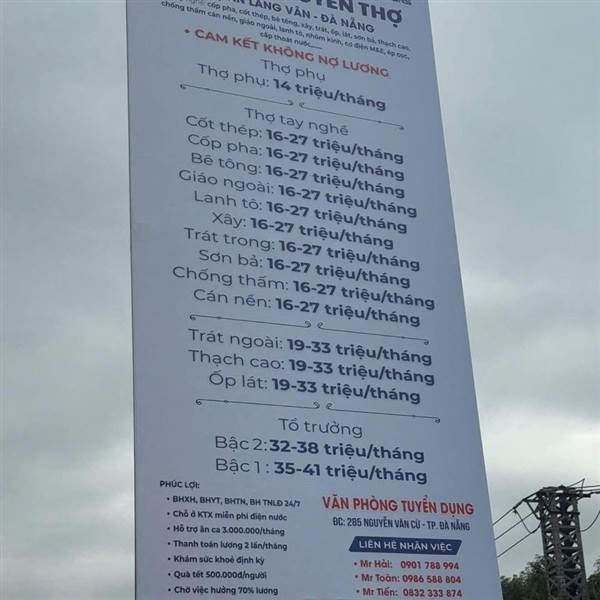 N THỢ
N LÀNG VÂN - ĐÀ NẴNG
nghề: cốp pha, cốt thép, bê tông, xây, trát, ốp, lát, sơn bả, thạch cao,
chống thấm cán nền, giáo ngoài, lanh tô, nhôm kính, cơ điện M&E, ép cọc,
cấp thoát nước,.....
• CAM KẾT KHÔNG NỢ LƯƠNG
Thợ phụ
Thợ phụ: 14 triệu/tháng
Thợ tay nghề
Cốt thép: 16-27 triệu/tháng
Cốp pha: 16-27 triệu/tháng
Bê tông: 16-27 triệu/tháng
Giáo ngoài: 16-27 triệu/tháng
Lanh tô: 16-27 triệu/tháng
Xây: 16-27 triệu/tháng
Trát trong: 16-27 triệu/tháng
Sơn bả: 16-27 triệu/tháng
Chống thấm: 16-27 triệu/tháng
Cán nền: 16-27 triệu/tháng
Trát ngoài: 19-33 triệu/tháng
Thạch cao: 19-33 triệu/tháng
Ốp lát: 19-33 triệu/tháng
Tổ trưởng
Bậc 2: 32-38 triệu/tháng
Bậc 1 : 35-41 triệu/tháng
PHÚC LỢI:
• BHXH, BHYT, BHTN, BH TNLĐ 24/7
• Chỗ ở KTX miễn phí điện nước
• Hỗ trợ ăn ca 3.000.000/tháng
• Thanh toán lương 2 lần/tháng
• Khám sức khoẻ định kỳ
• Quà tết 500.000đ/người
• Chờ việc hưởng 70% lương
VĂN PHÒNG TUYỂN DỤNG
ĐC: 285 NGUYỄN VĂN CỪ - TP. ĐÀ NẴNG
LIÊN HỆ NHẬN VIỆC
• Mr Hải: 0901 788 994
• Mr Toàn: 0986 588 804
• Mr Tiến: 0832 333 874